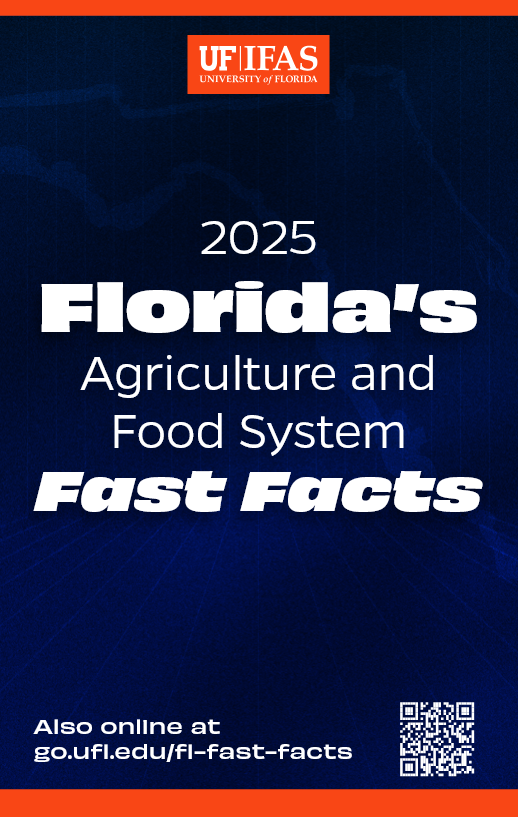 UF|IFAS
UNIVERSITY of FLORIDA
2025
Florida's
Agriculture and
Food System
Fast Facts
Also online at
go.ufl.edu/fl-fast-facts